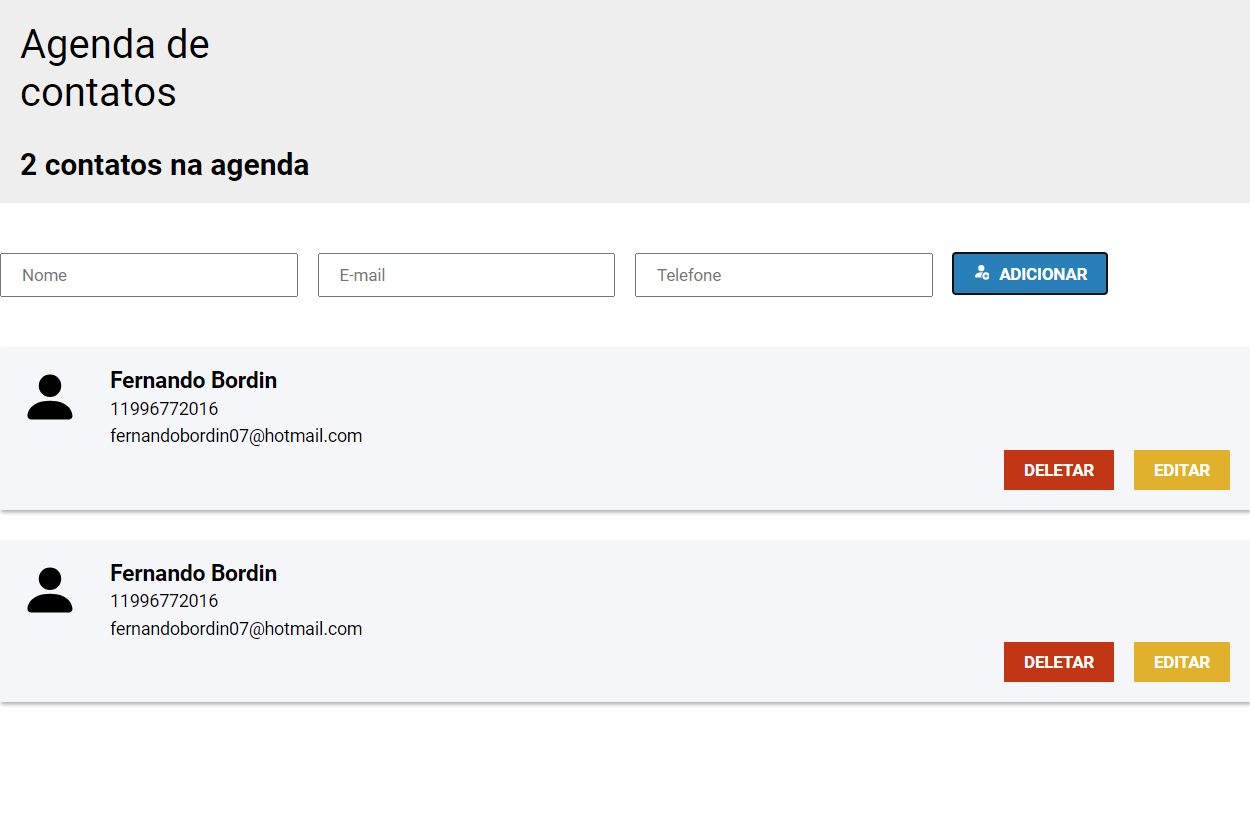 Agenda de
contatos
2 contatos na agenda
Nome
E-mail
Telefone
ADICIONAR
Fernando Bordin
11996772016
fernandobordin07@hotmail.com
DELETAR
EDITAR
Fernando Bordin
11996772016
fernandobordin07@hotmail.com
DELETAR
EDITAR